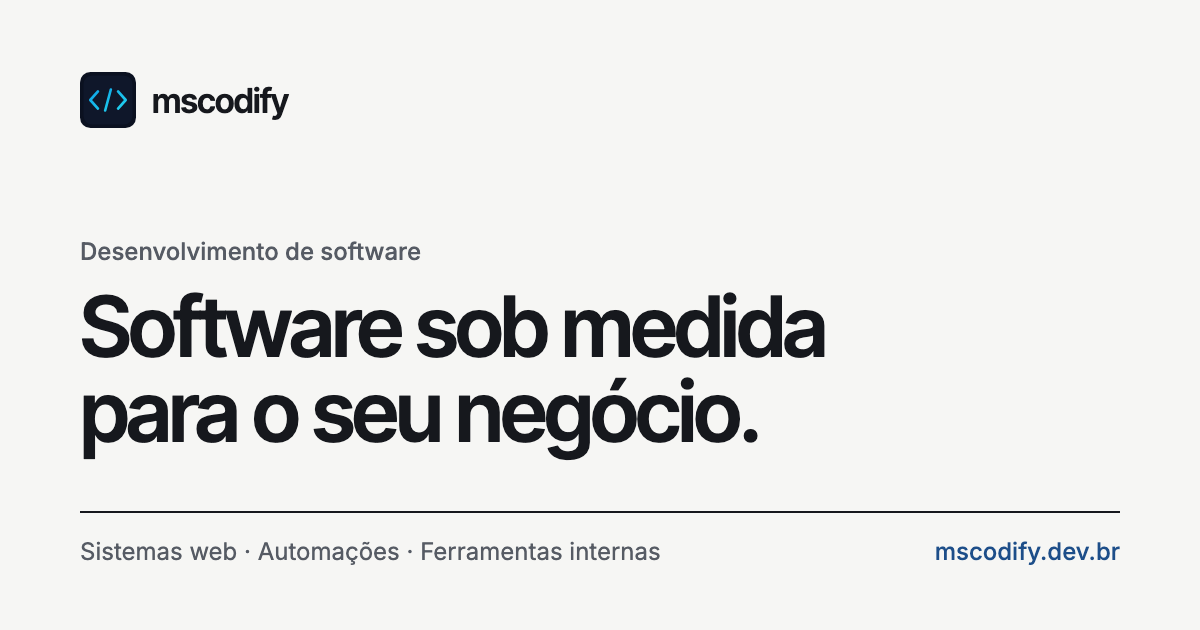 </>
mscodify
Desenvolvimento de software
Software sob medida
para o seu negócio.
Sistemas web · Automações · Ferramentas internas
mscodify.dev.br